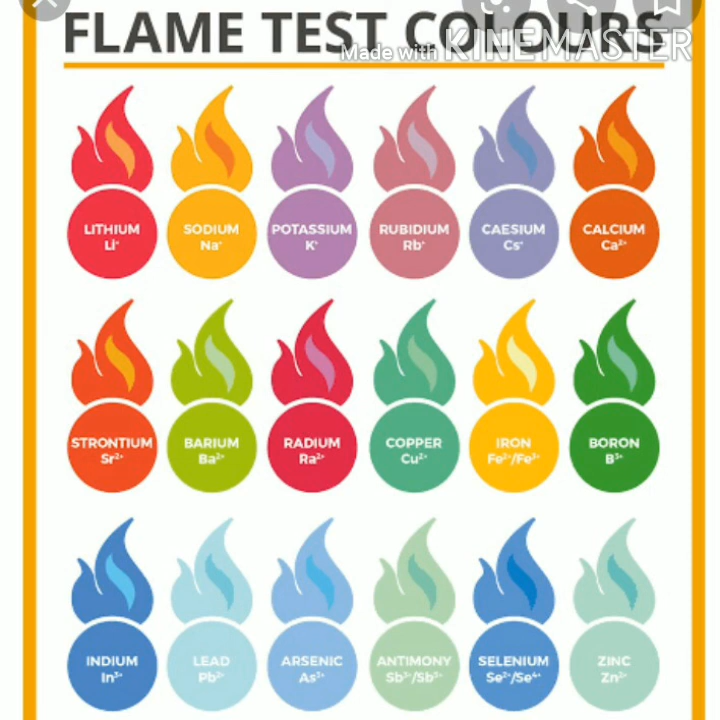 FLAME TEST COLOURS
Made with KINEMASTER
LITHIUM
Li⁺
SODIUM
Na⁺
POTASSIUM
K⁺
RUBIDIUM
Rb⁺
CAESIUM
Cs⁺
CALCIUM
Ca²⁺
STRONTIUM
Sr²⁺
BARIUM
Ba²⁺
RADIUM
Ra²⁺
COPPER
Cu²⁺
IRON
Fe²⁺/Fe³⁺
BORON
B³⁺
INDIUM
In³⁺
LEAD
Pb²⁺
ARSENIC
As³⁺
ANTIMONY
SELENIUM
Se²⁺/Se⁴⁺
ZINC
Zn²⁺